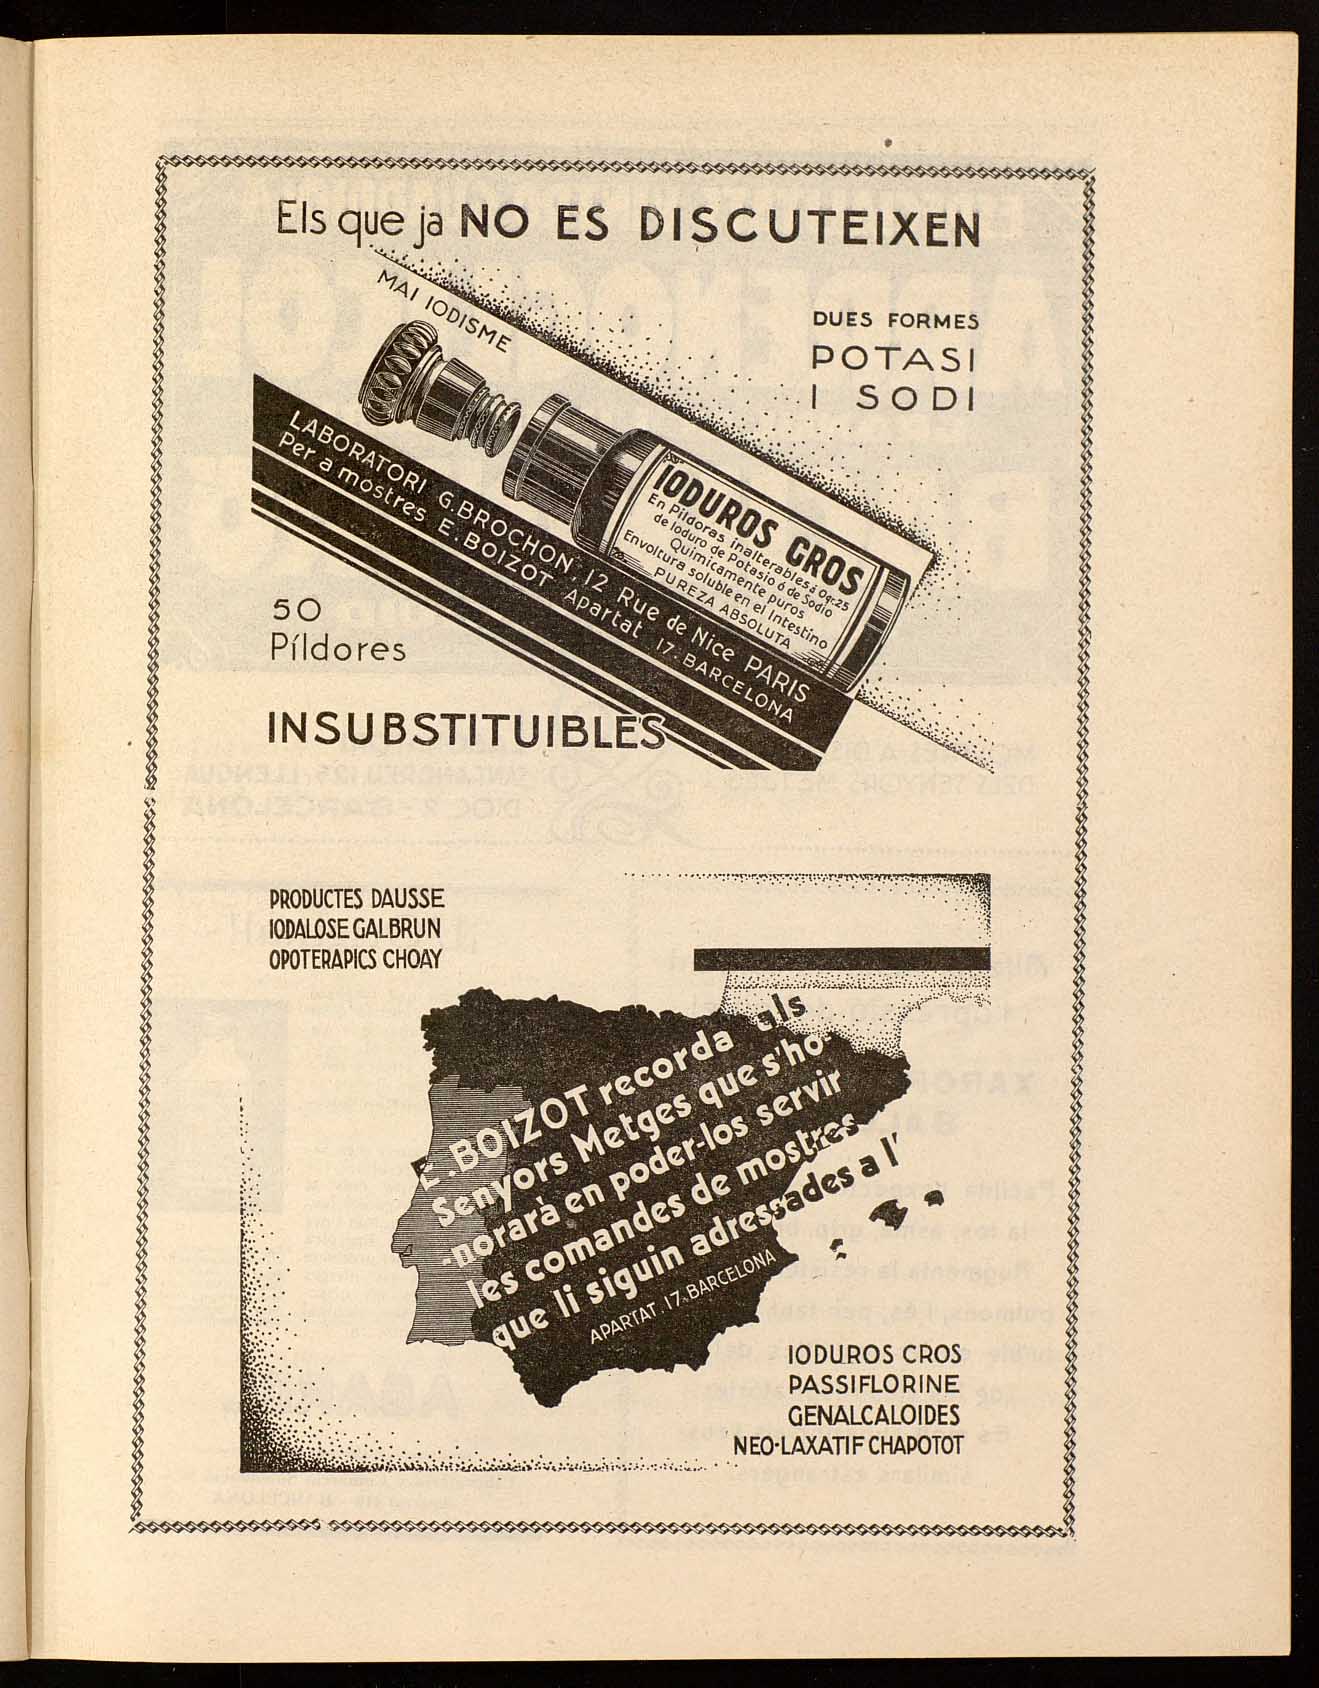 Els que ja NO ES DISCUTEIXEN
MAI IODISME
DUES FORMES
POTASI
I SODI
IODUROS CROS
En Píldoras inalterables á 0gr.25
de Ioduro de Potasio ó de Sodio
Químicamente puros
Envoltura soluble en el Intestino
PUREZA ABSOLUTA
LABORATORI G. BROCHON, 12 Rue de Nice PARIS
Per a mostres E. BOIZOT Apartat 17. BARCELONA
50
Píldores
INSUBSTITUIBLES
PRODUCTES DAUSSE
IODALOSE GALBRUN
OPOTERAPICS CHOAY
E. BOIZOT recorda als
Senyors Metges que s'ho-
-norarà en poder-los servir
les comandes de mostres
que li siguin adressades a l'
APARTAT 17. BARCELONA
IODUROS CROS
PASSIFLORINE
GENALCALOIDES
NEO-LAXATIF CHAPOTOT